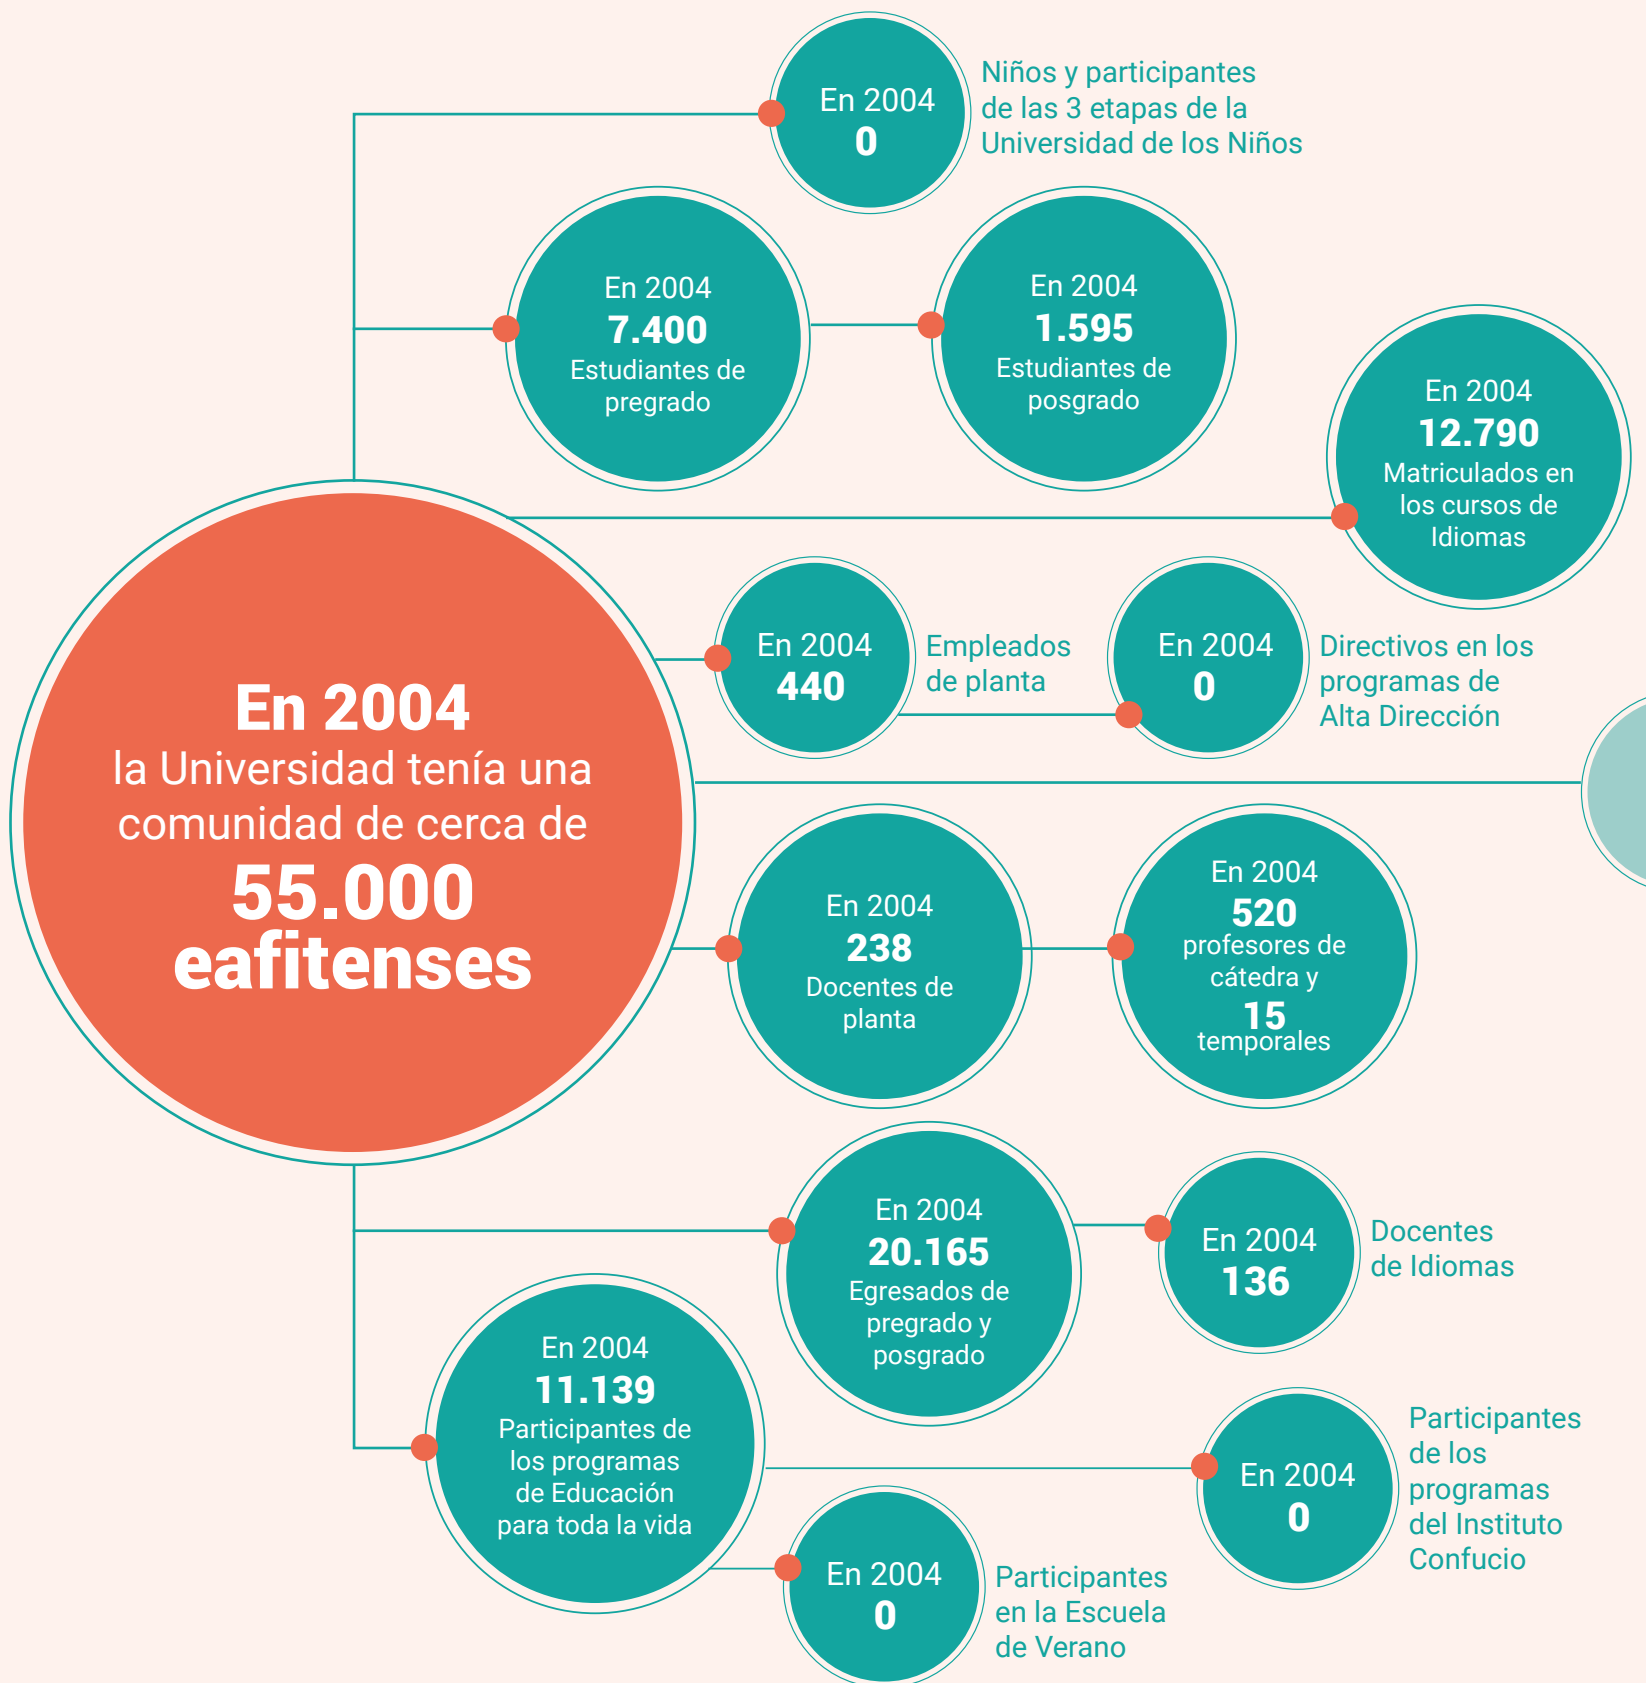 En 2004
0
Niños y participantes
de las 3 etapas de la
Universidad de los Niños
En 2004
7.400
Estudiantes de
pregrado
En 2004
1.595
Estudiantes de
posgrado
En 2004
12.790
Matriculados en
los cursos de
Idiomas
En 2004
440
Empleados
de planta
En 2004
0
Directivos en los
programas de
Alta Dirección
En 2004
la Universidad tenía una
comunidad de cerca de
55.000
eafitenses
En 2004
238
Docentes de
planta
En 2004
520
profesores de
cátedra y
15
temporales
En 2004
20.165
Egresados de
pregrado y
posgrado
En 2004
136
Docentes
de Idiomas
En 2004
11.139
Participantes de
los programas
de Educación
para toda la vida
En 2004
0
Participantes
de los
programas
del Instituto
Confucio
En 2004
0
Participantes
en la Escuela
de Verano